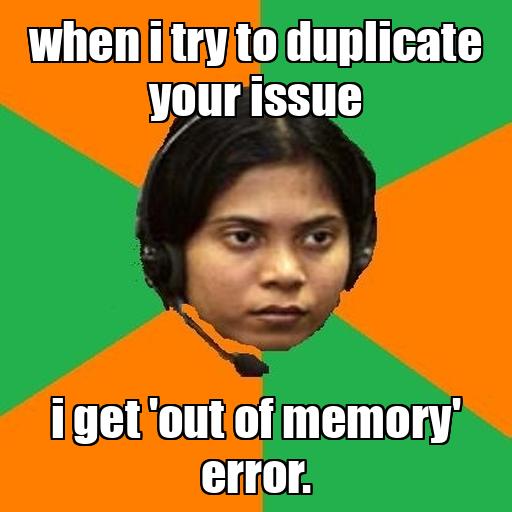 when i try to duplicate
your issue
i get 'out of memory'
error.